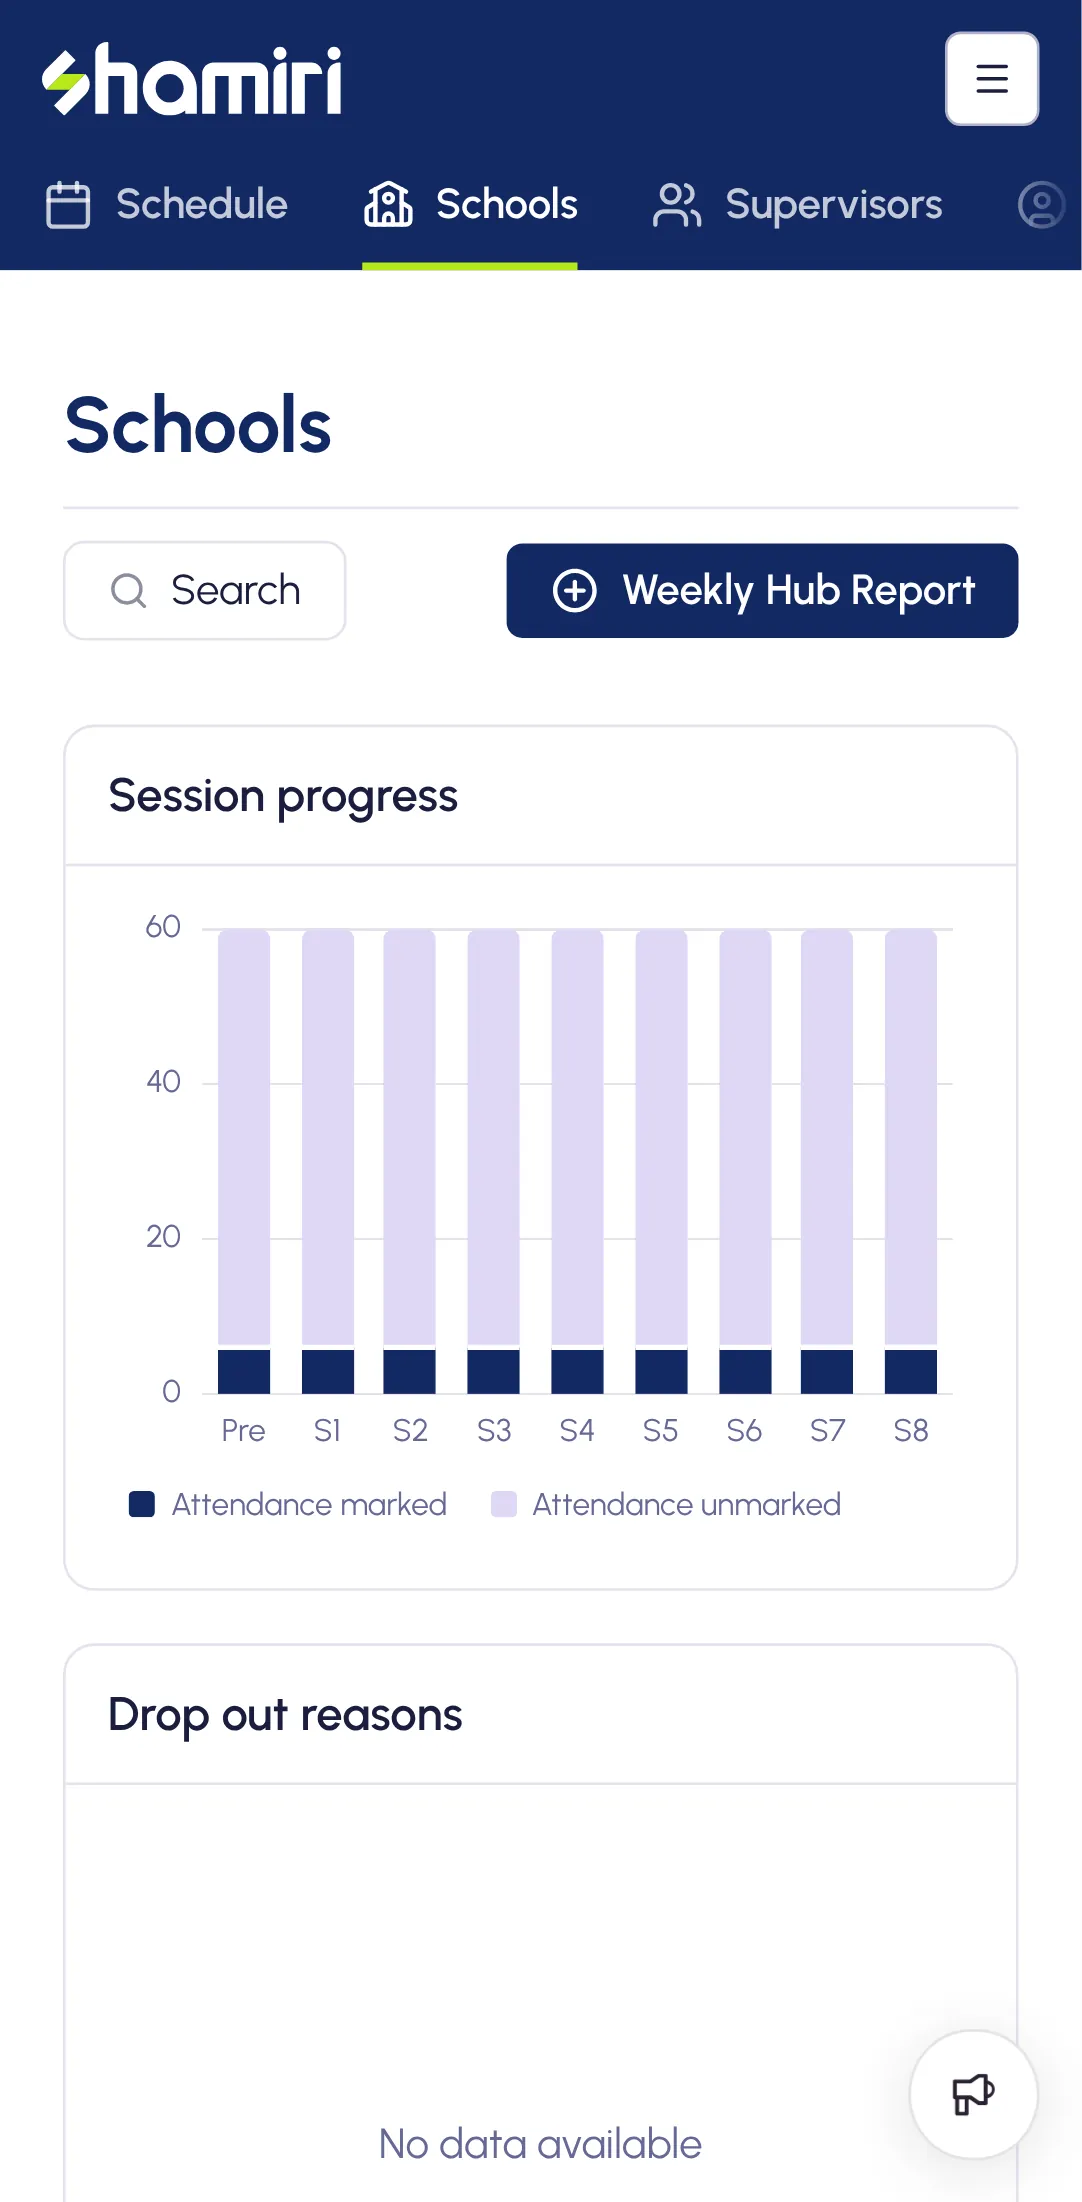 shamiri
Schedule Schools Supervisors
Schools
Search Weekly Hub Report
Session progress
60
40
20
0
Pre S1 S2 S3 S4 S5 S6 S7 S8
Attendance marked Attendance unmarked
Drop out reasons
No data available